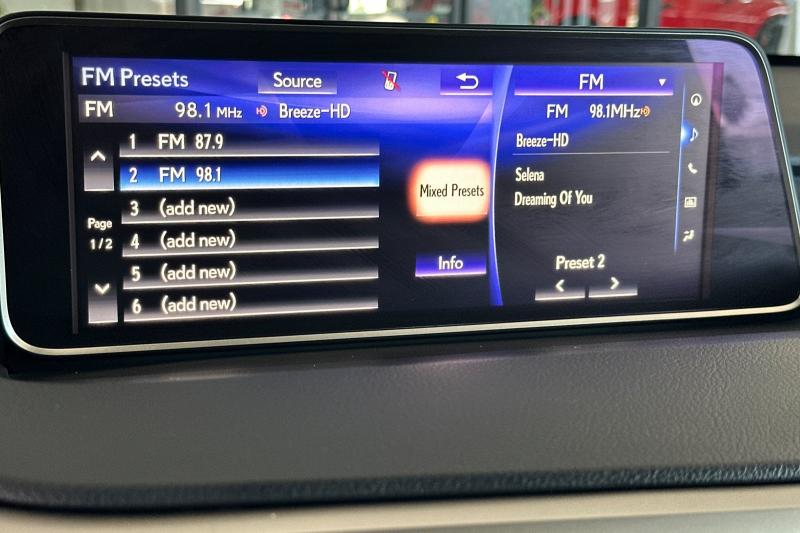 FM Presets
Source
FM 98.1 MHz Breeze-HD
1 FM 87.9
2 FM 98.1
3 (add new)
4 (add new)
5 (add new)
6 (add new)
Page
1/2
Mixed Presets
Info
FM
FM 98.1MHz
Breeze-HD
Selena
Dreaming Of You
Preset 2